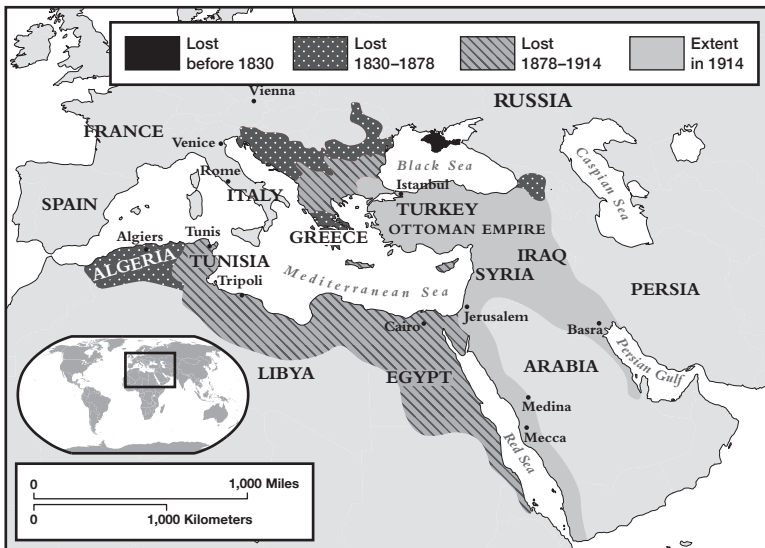 Lost
before 1830
Lost
1830–1878
Lost
1878–1914
Extent
in 1914
Vienna
RUSSIA
FRANCE
Venice
Black Sea
Caspian Sea
Rome
ITALY
Istanbul
SPAIN
TURKEY
OTTOMAN EMPIRE
Algiers
Tunis
GREECE
ALGERIA
TUNISIA
IRAQ
Tripoli
Mediterranean Sea
SYRIA
PERSIA
Jerusalem
Cairo
Basra
Persian Gulf
LIBYA
EGYPT
ARABIA
Medina
Mecca
Red Sea
0
1,000 Miles
0
1,000 Kilometers